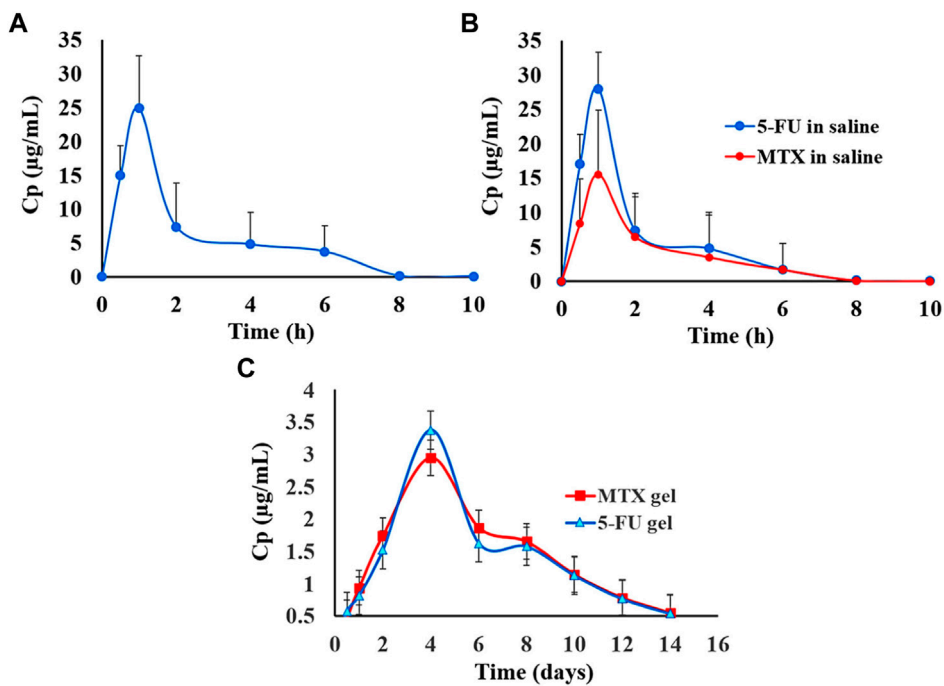 A
35
30
25
20
15
10
5
0
Cp (µg/mL)
0 2 4 6 8 10
Time (h)
B
35
30
25
20
15
10
5
0
Cp (µg/mL)
5-FU in saline
MTX in saline
0 2 4 6 8 10
Time (h)
C
4
3.5
3
2.5
2
1.5
1
0.5
Cp (µg/mL)
MTX gel
5-FU gel
0 2 4 6 8 10 12 14 16
Time (days)